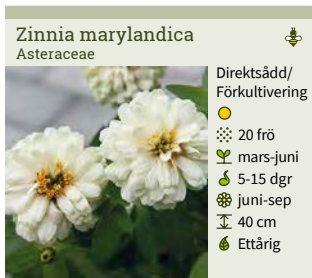 Zinnia marylandica
Asteraceae
Direktsådd/
Förkultivering
20 frö
mars-juni
5-15 dgr
juni-sep
40 cm
Ettårig